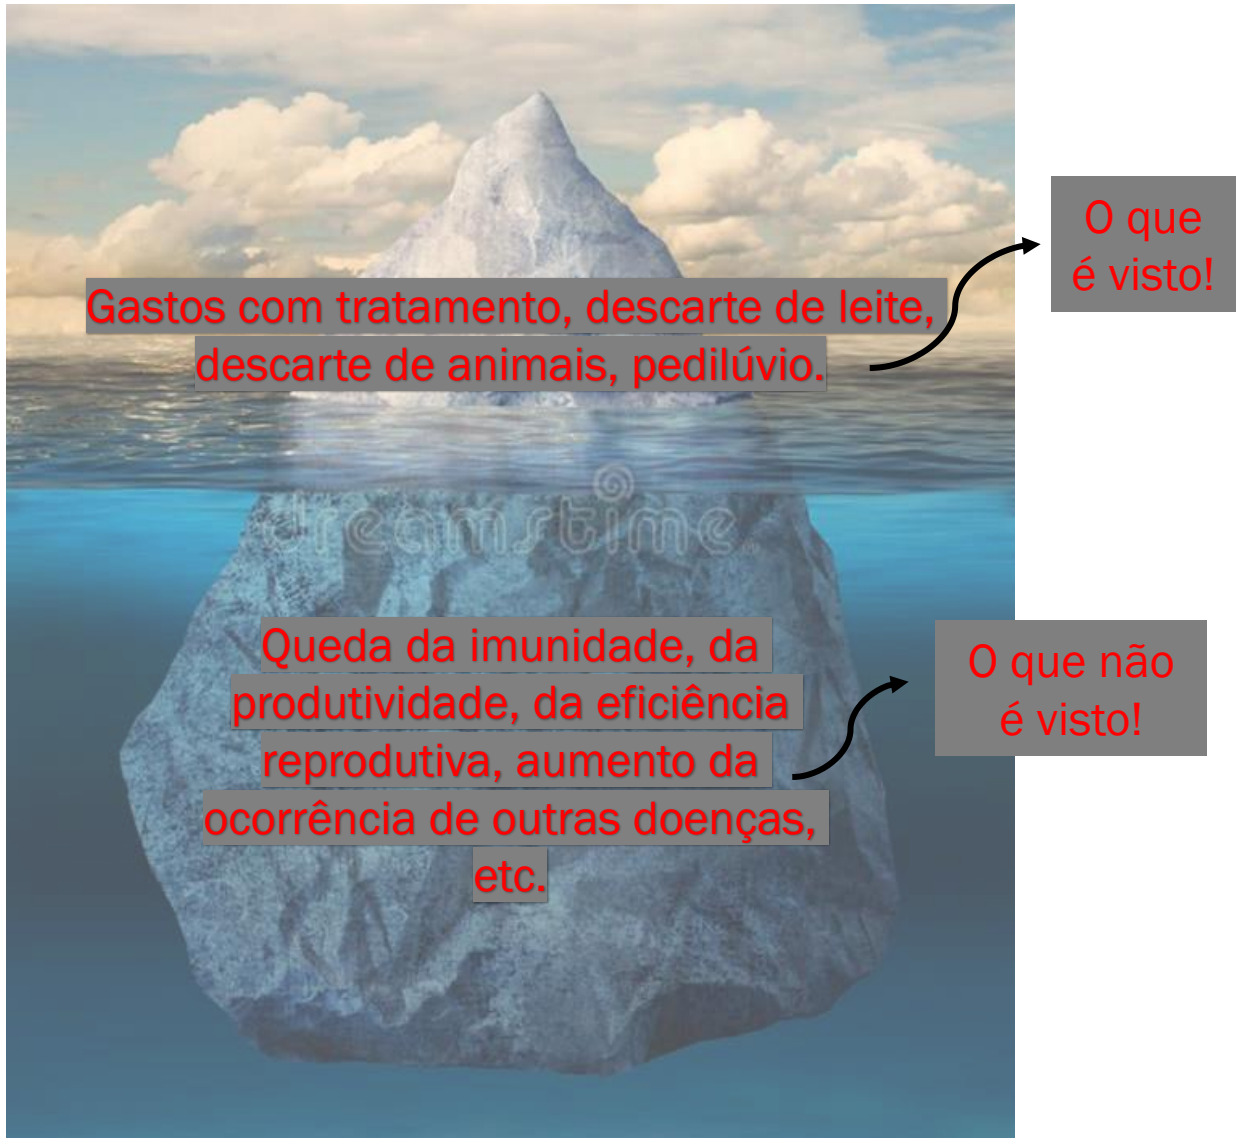 O que
é visto!
Gastos com tratamento, descarte de leite,
descarte de animais, pedilúvio.
dreamstime.
Queda da imunidade, da
produtividade, da eficiência
reprodutiva, aumento da
ocorrência de outras doenças,
etc.
O que não
é visto!